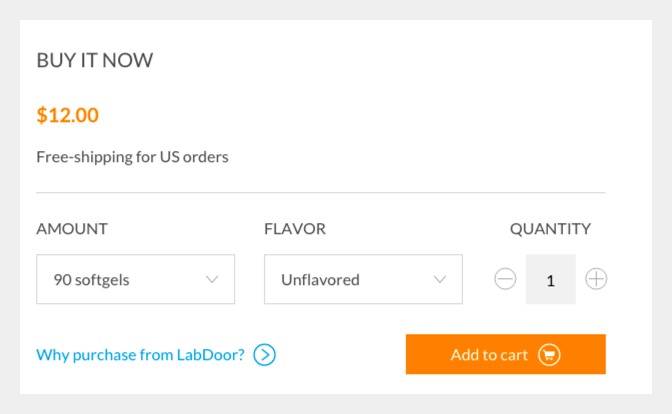 BUY IT NOW
$12.00
Free-shipping for US orders
AMOUNT FLAVOR QUANTITY
90 softgels Unflavored 1
Why purchase from LabDoor? Add to cart